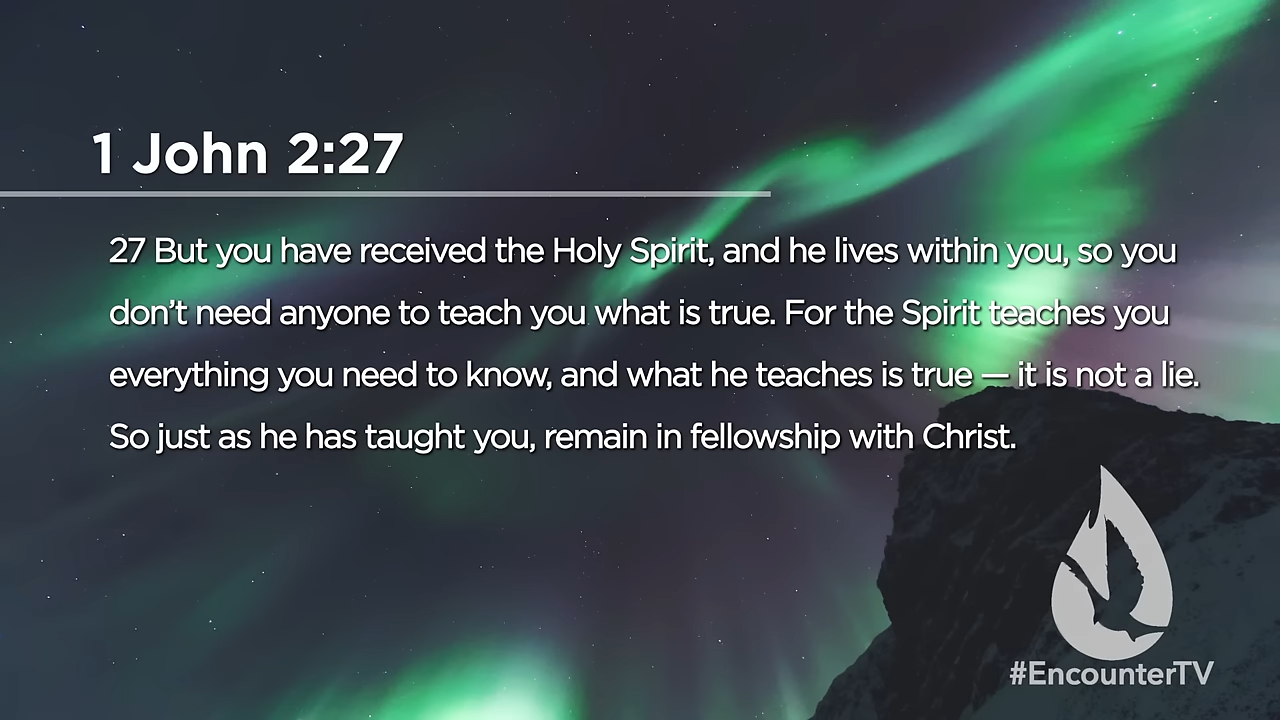 1 John 2:27
27 But you have received the Holy Spirit, and he lives within you, so you
don’t need anyone to teach you what is true. For the Spirit teaches you
everything you need to know, and what he teaches is true — it is not a lie.
So just as he has taught you, remain in fellowship with Christ.
#EncounterTV